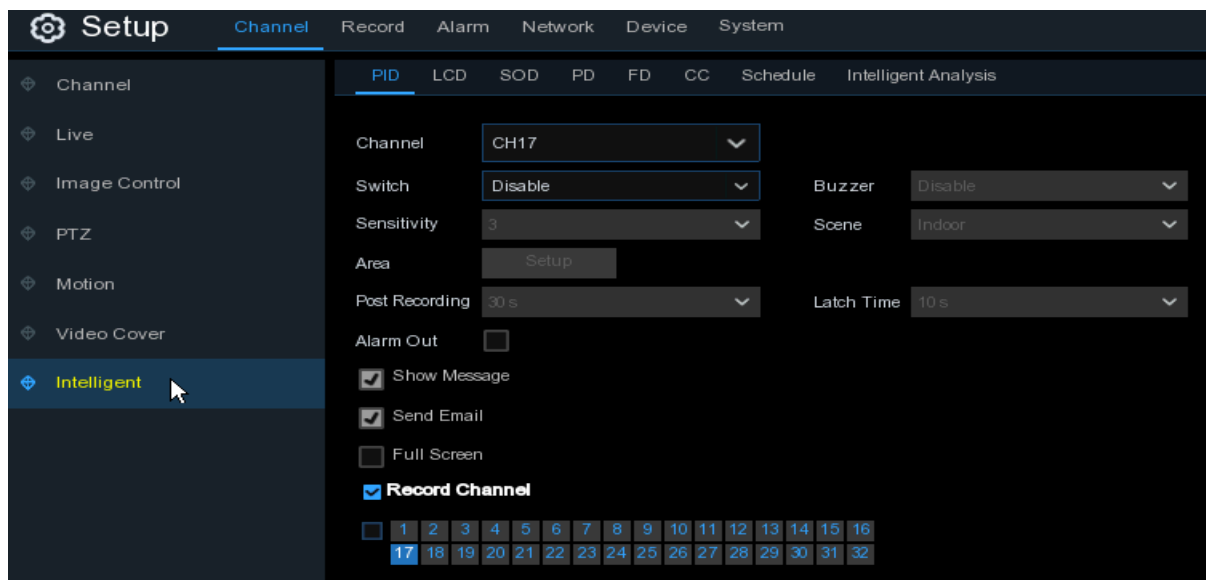 Setup Channel Record Alarm Network Device System
PID LCD SOD PD FD CC Schedule Intelligent Analysis
Channel
Live
Image Control
PTZ
Motion
Video Cover
Intelligent
Channel CH17
Switch Disable Buzzer Disable
Sensitivity 3 Scene Indoor
Area Setup
Post Recording 30 s Latch Time 10 s
Alarm Out
Show Message
Send Email
Full Screen
Record Channel
1 2 3 4 5 6 7 8 9 10 11 12 13 14 15 16
17 18 19 20 21 22 23 24 25 26 27 28 29 30 31 32